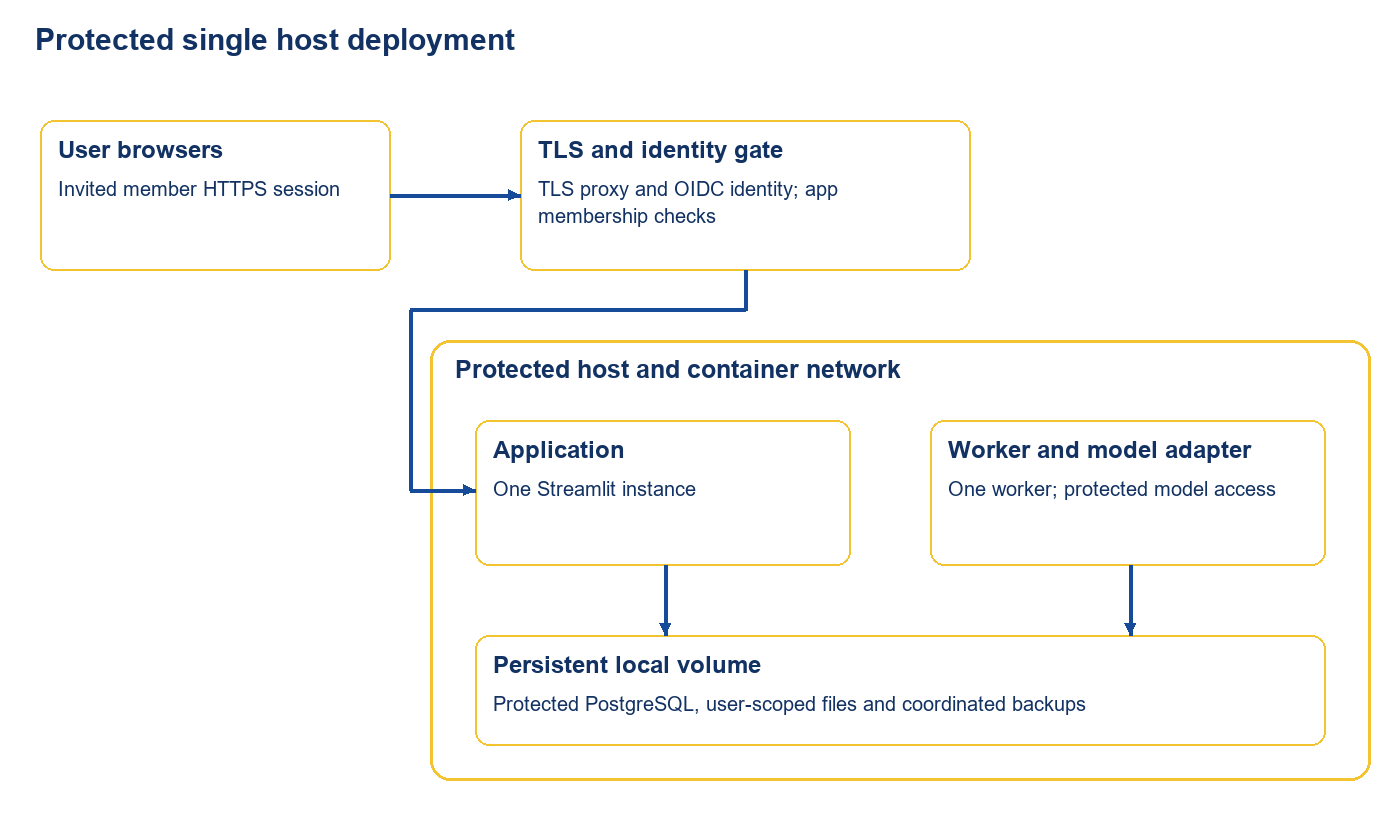 Protected single host deployment
User browsers
Invited member HTTPS session
TLS and identity gate
TLS proxy and OIDC identity; app
membership checks
Protected host and container network
Application
One Streamlit instance
Worker and model adapter
One worker; protected model access
Persistent local volume
Protected PostgreSQL, user-scoped files and coordinated backups